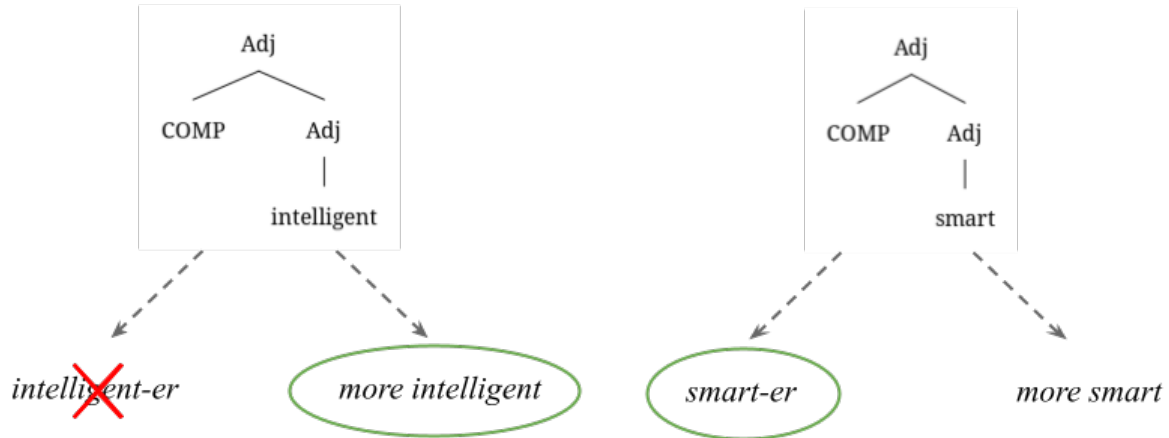 Adj
COMP Adj
intelligent
intelligent-er more intelligent
Adj
COMP Adj
smart
smart-er more smart